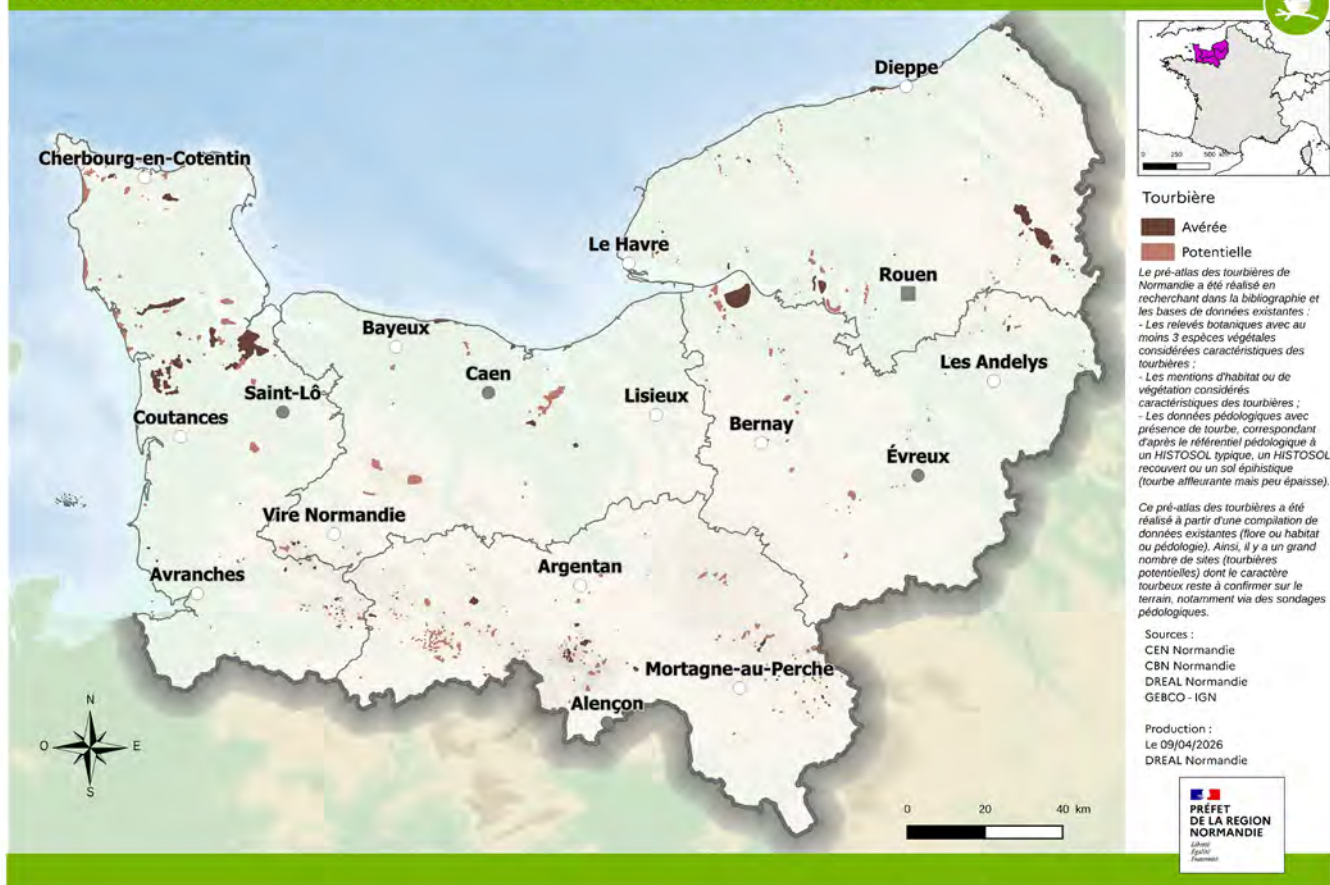 Dieppe
Cherbourg-en-Cotentin
Le Havre
Rouen
Bayeux
Caen
Les Andelys
Saint-Lô
Lisieux
Coutances
Bernay
Évreux
Vire Normandie
Argentan
Avranches
Mortagne-au-Perche
Alençon
N
O
E
S
0 20 40 km
0 250 500 km
Tourbière
Avérée
Potentielle
Le pré-atlas des tourbières de
Normandie a été réalisé en
recherchant dans la bibliographie et
les bases de données existantes :
- Les relevés botaniques avec au
moins 3 espèces végétales
considérées caractéristiques des
tourbières ;
- Les mentions d'habitat ou de
végétation considérés
caractéristiques des tourbières ;
- Les données pédologiques avec
présence de tourbe, correspondant
d'après le référentiel pédologique à
un HISTOSOL typique, un HISTOSOL
recouvert ou un sol épihistique
(tourbe affleurante mais peu épaisse).
Ce pré-atlas des tourbières a été
réalisé à partir d'une compilation de
données existantes (flore ou habitat
ou pédologie). Ainsi, il y a un grand
nombre de sites (tourbières
potentielles) dont le caractère
tourbeux reste à confirmer sur le
terrain, notamment via des sondages
pédologiques.
Sources :
CEN Normandie
CBN Normandie
DREAL Normandie
GEBCO - IGN
Production :
Le 09/04/2026
DREAL Normandie
PRÉFET
DE LA REGION
NORMANDIE
Liberté
Égalité
Fraternité